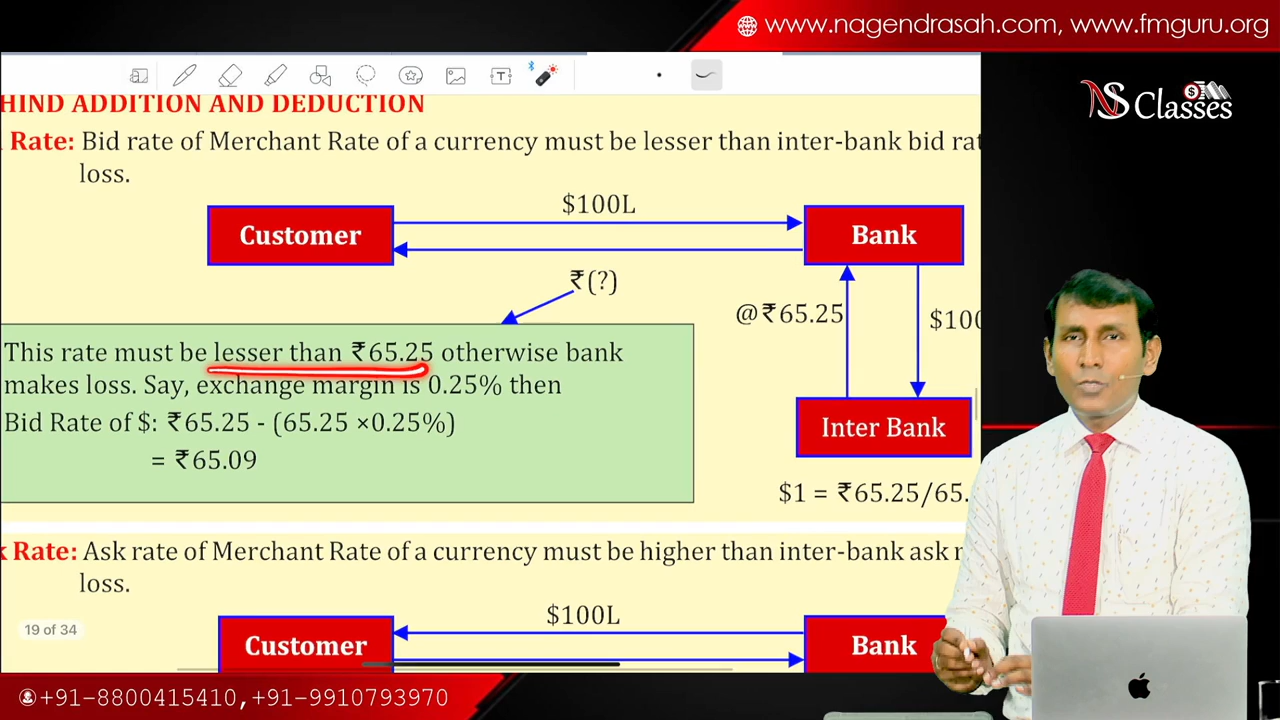 www.nagendrasah.com, www.fmguru.org
NS Classes
HIND ADDITION AND DEDUCTION
Rate: Bid rate of Merchant Rate of a currency must be lesser than inter-bank bid
loss.
$100L
Customer
Bank
₹(?)
@₹65.25
This rate must be lesser than ₹65.25 otherwise bank
makes loss. Say, exchange margin is 0.25% then
Bid Rate of $: ₹65.25 - (65.25 ×0.25%)
= ₹65.09
$100
Inter Bank
$1 = ₹65.25/65.
Rate: Ask rate of Merchant Rate of a currency must be higher than inter-bank ask
loss.
19 of 34
$100L
Customer
Bank
+91-8800415410,+91-9910793970